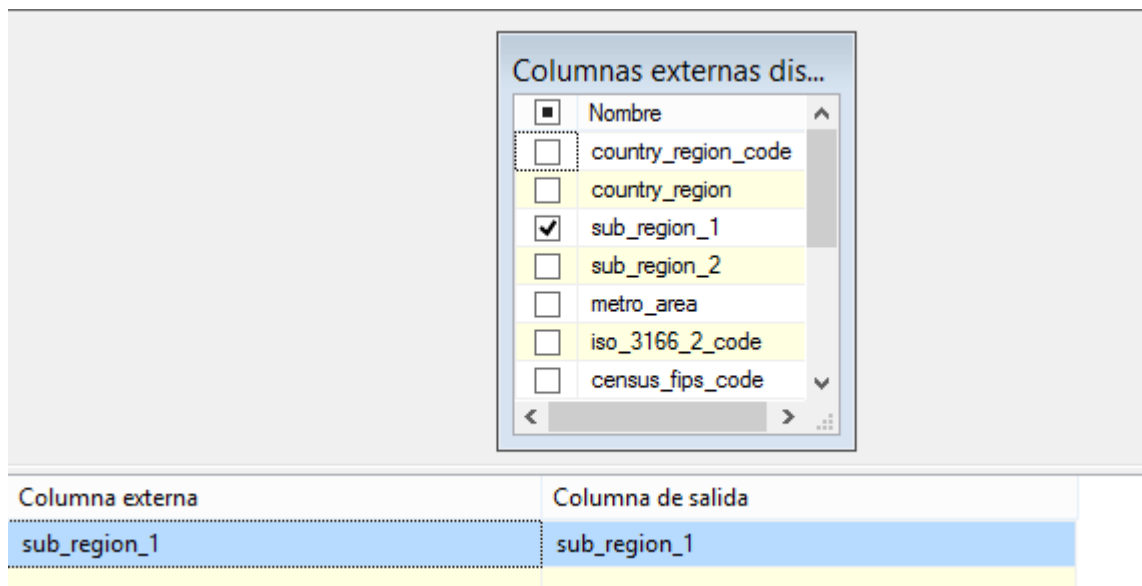 Columnas externas dis...
Nombre
country_region_code
country_region
sub_region_1
sub_region_2
metro_area
iso_3166_2_code
census_fips_code
Columna externa Columna de salida
sub_region_1 sub_region_1